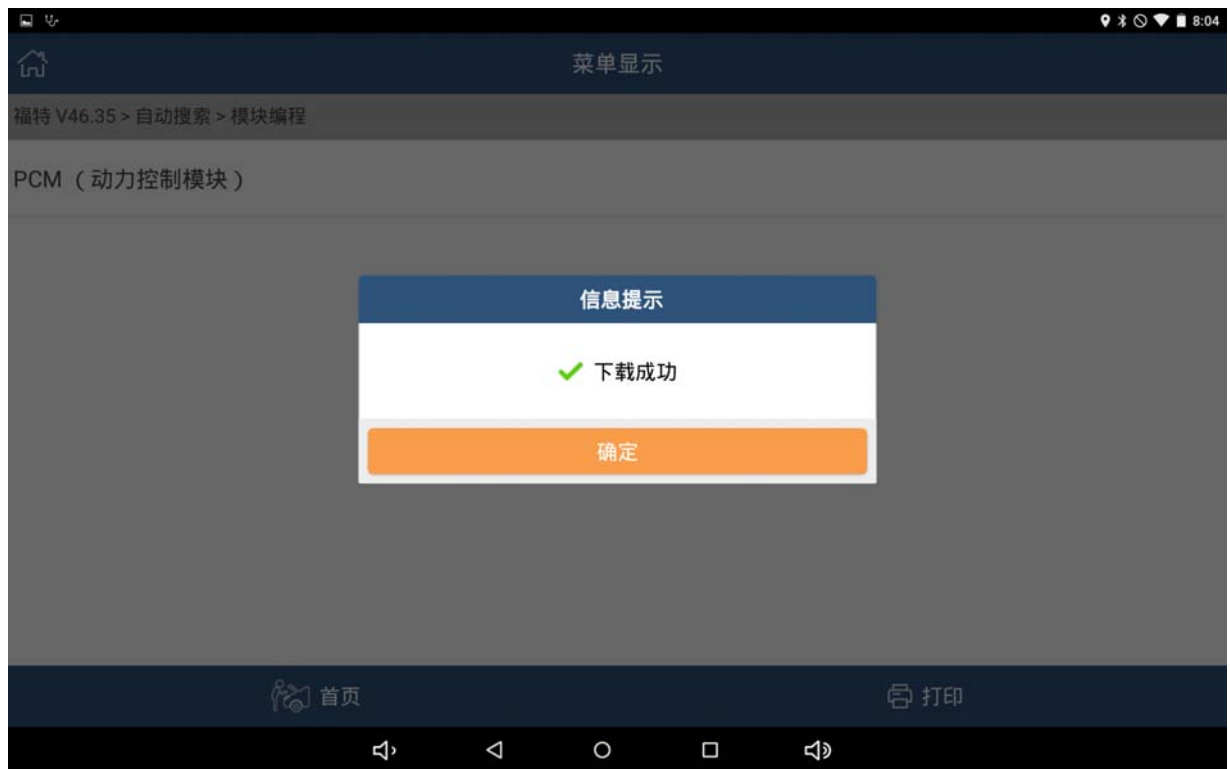 8:04
菜单显示
福特 V46.35 > 自动搜索 > 模块编程
PCM （动力控制模块）
信息提示
下载成功
确定
首页
打印